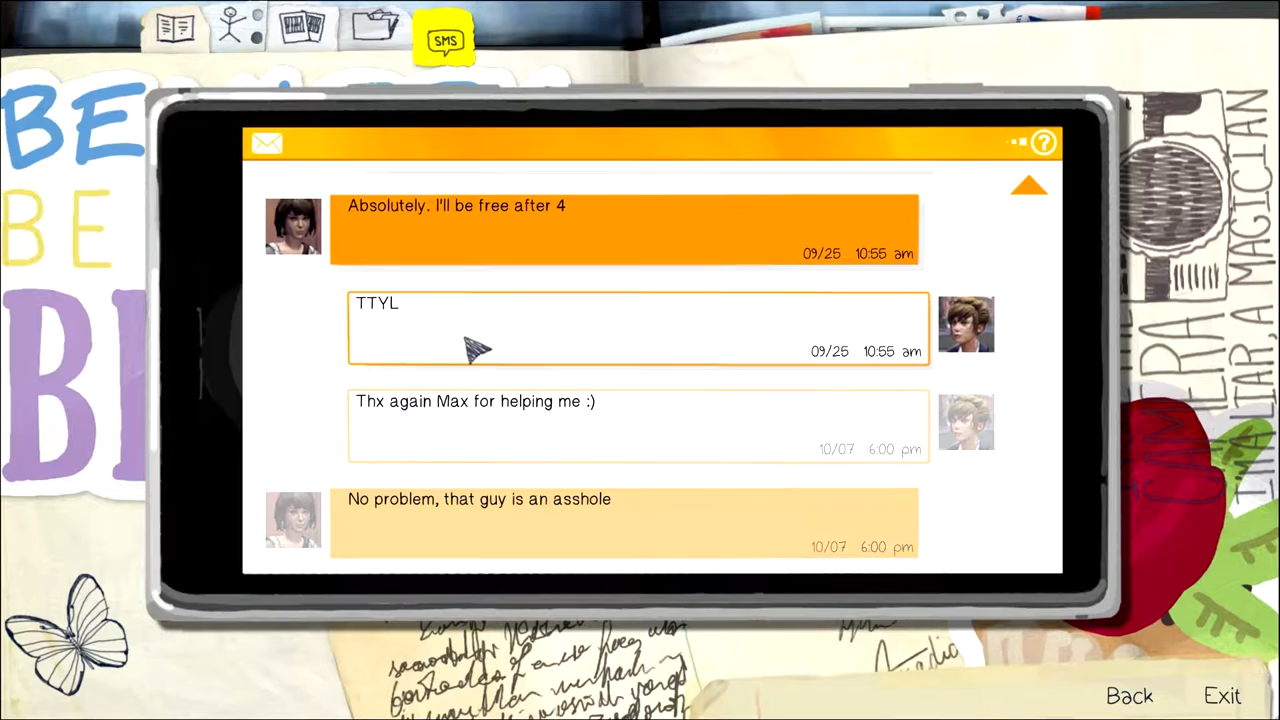 SMS
BE
BE
BE
Absolutely. I'll be free after 4
09/25 10:55 am
TTYL
09/25 10:55 am
Thx again Max for helping me :)
10/07 6:00 pm
No problem, that guy is an asshole
10/07 6:00 pm
CAMERA
I'M A LIAR, A MAGICIAN
Back
Exit